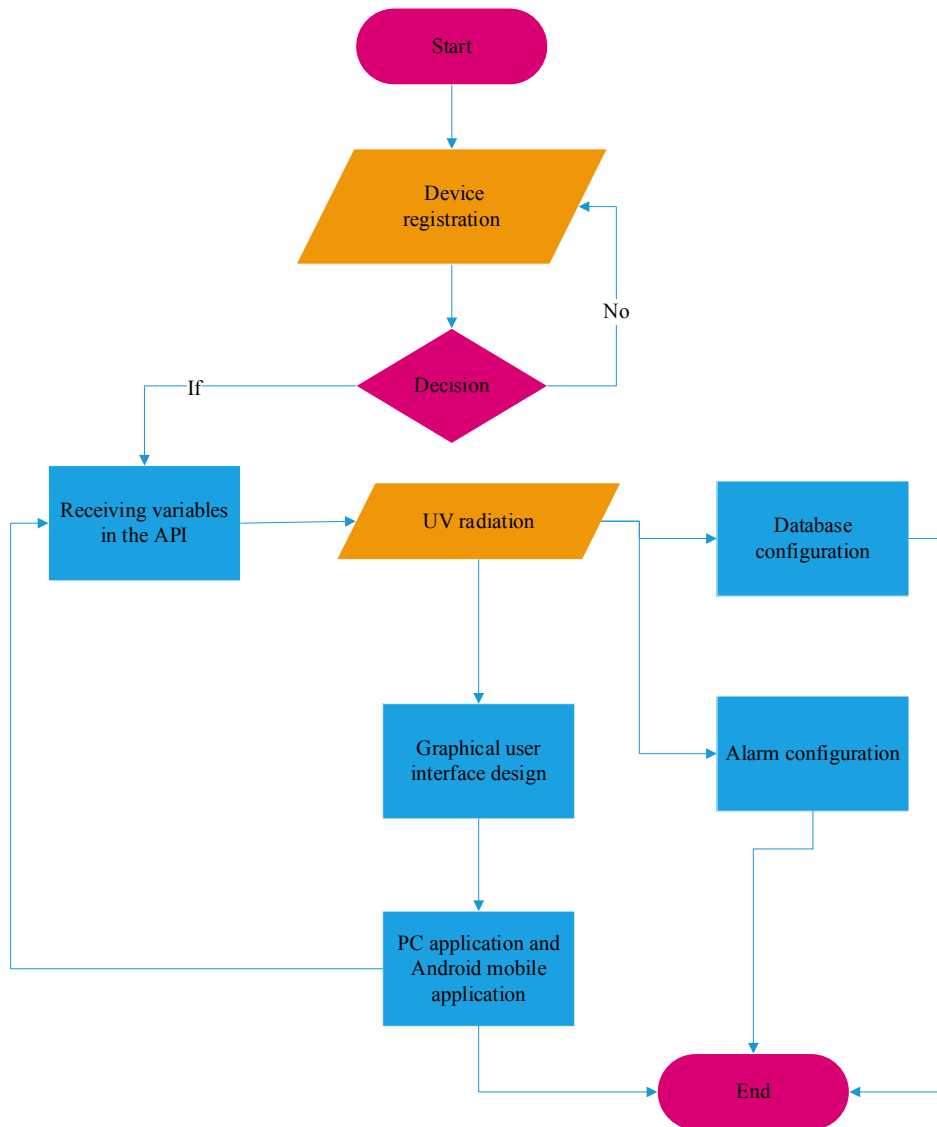 Start
Device
registration
No
Decision
If
Receiving variables
in the API
UV radiation
Database
configuration
Graphical user
interface design
Alarm configuration
PC application and
Android mobile
application
End